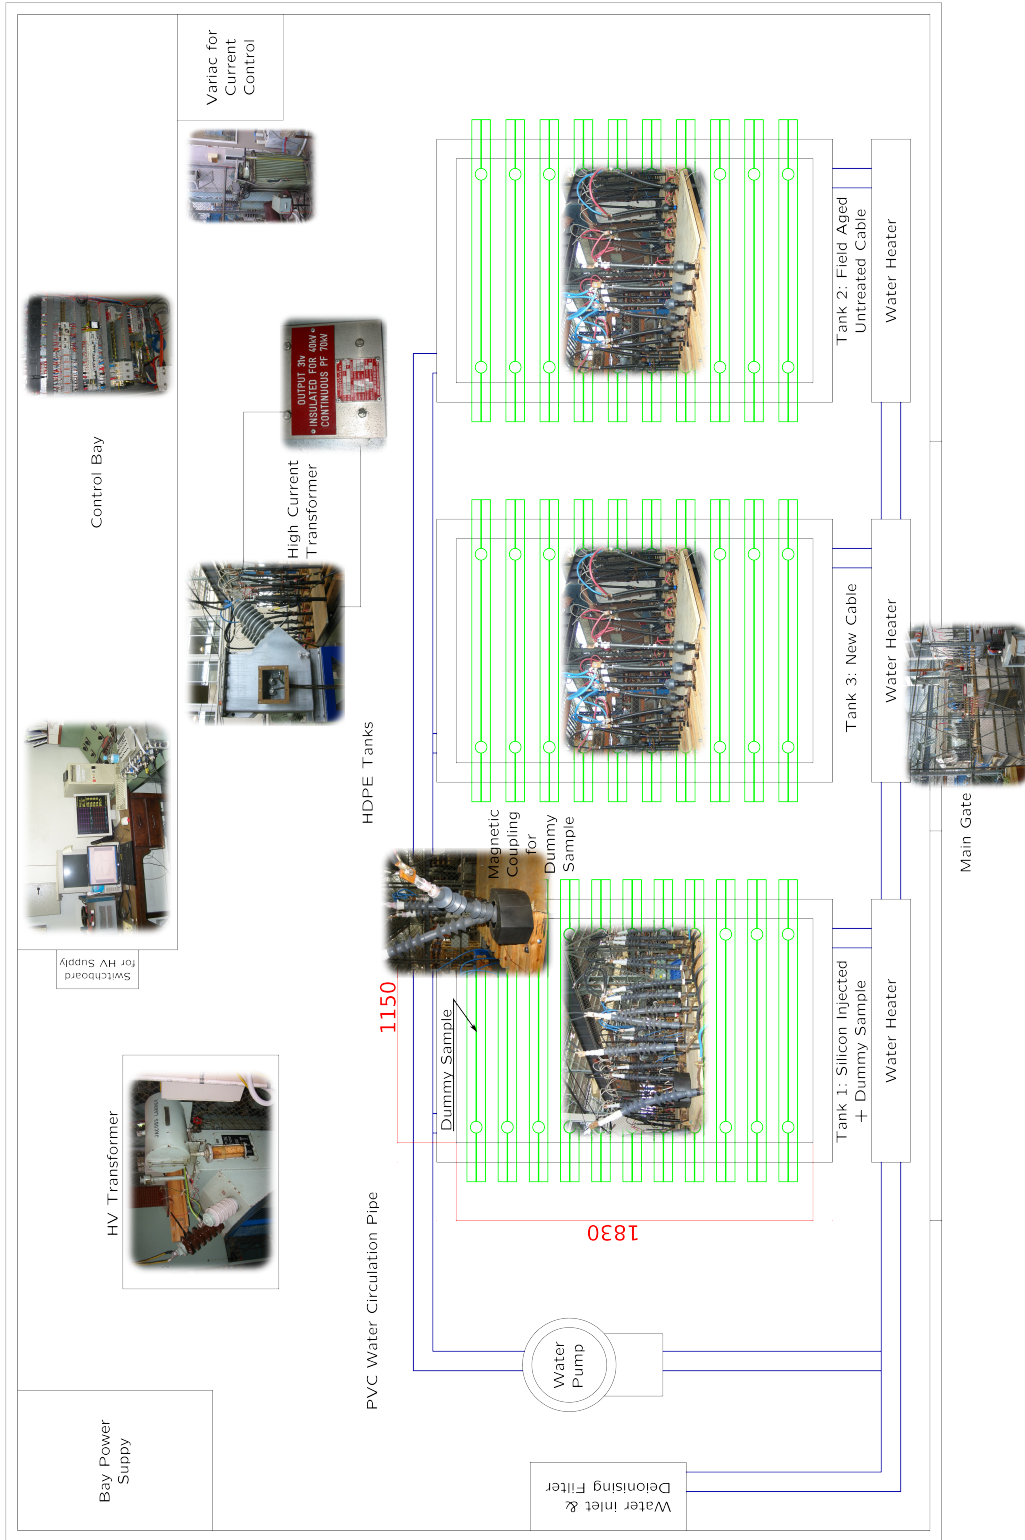 Variac for
Current
Control
Control Bay
OUTPUT 31v
INSULATED FOR 40kV
CONTINUOUS PF 70kV
High Current
Transformer
HDPE Tanks
Switchboard
for HV Supply
HV Transformer
Bay Power
Suppy
PVC Water Circulation Pipe
Water
Pump
Water inlet &
Deionising Filter
1150
1830
Dummy Sample
Magnetic
Coupling
for
Dummy
Sample
Tank 2: Field Aged
Untreated Cable
Water Heater
Tank 3: New Cable
Water Heater
Tank 1: Silicon Injected
+ Dummy Sample
Water Heater
Main Gate